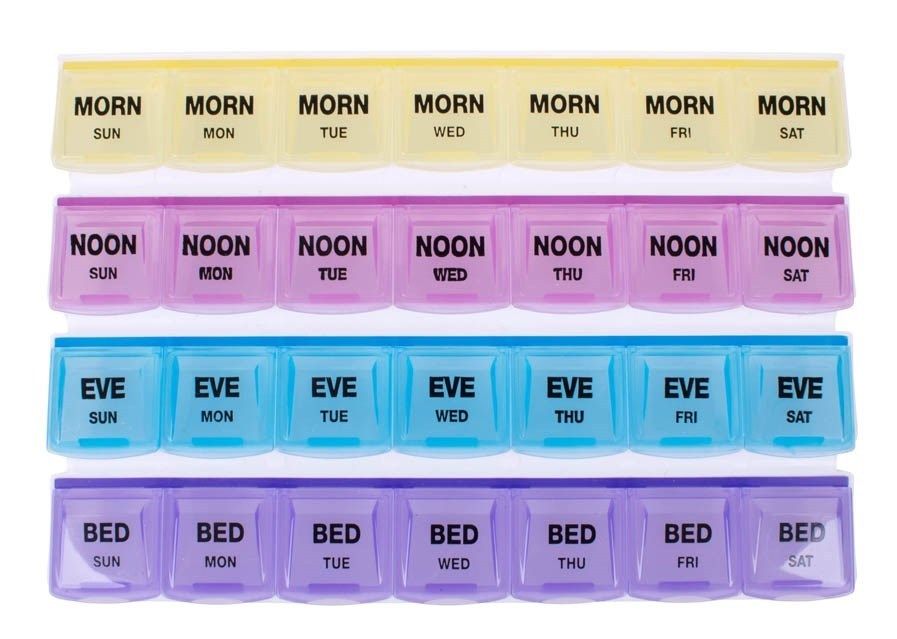 MORN MORN MORN MORN MORN MORN MORN
SUN MON TUE WED THU FRI SAT
NOON NOON NOON NOON NOON NOON NOON
SUN MON TUE WED THU FRI SAT
EVE EVE EVE EVE EVE EVE EVE
SUN MON TUE WED THU FRI SAT
BED BED BED BED BED BED BED
SUN MON TUE WED THU FRI SAT